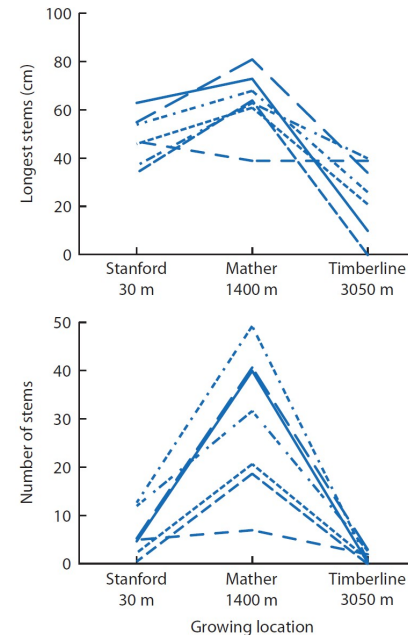 100
80
60
40
20
0
Longest stems (cm)
Stanford Mather Timberline
30 m 1400 m 3050 m
50
40
30
20
10
0
Number of stems
Stanford Mather Timberline
30 m 1400 m 3050 m
Growing location